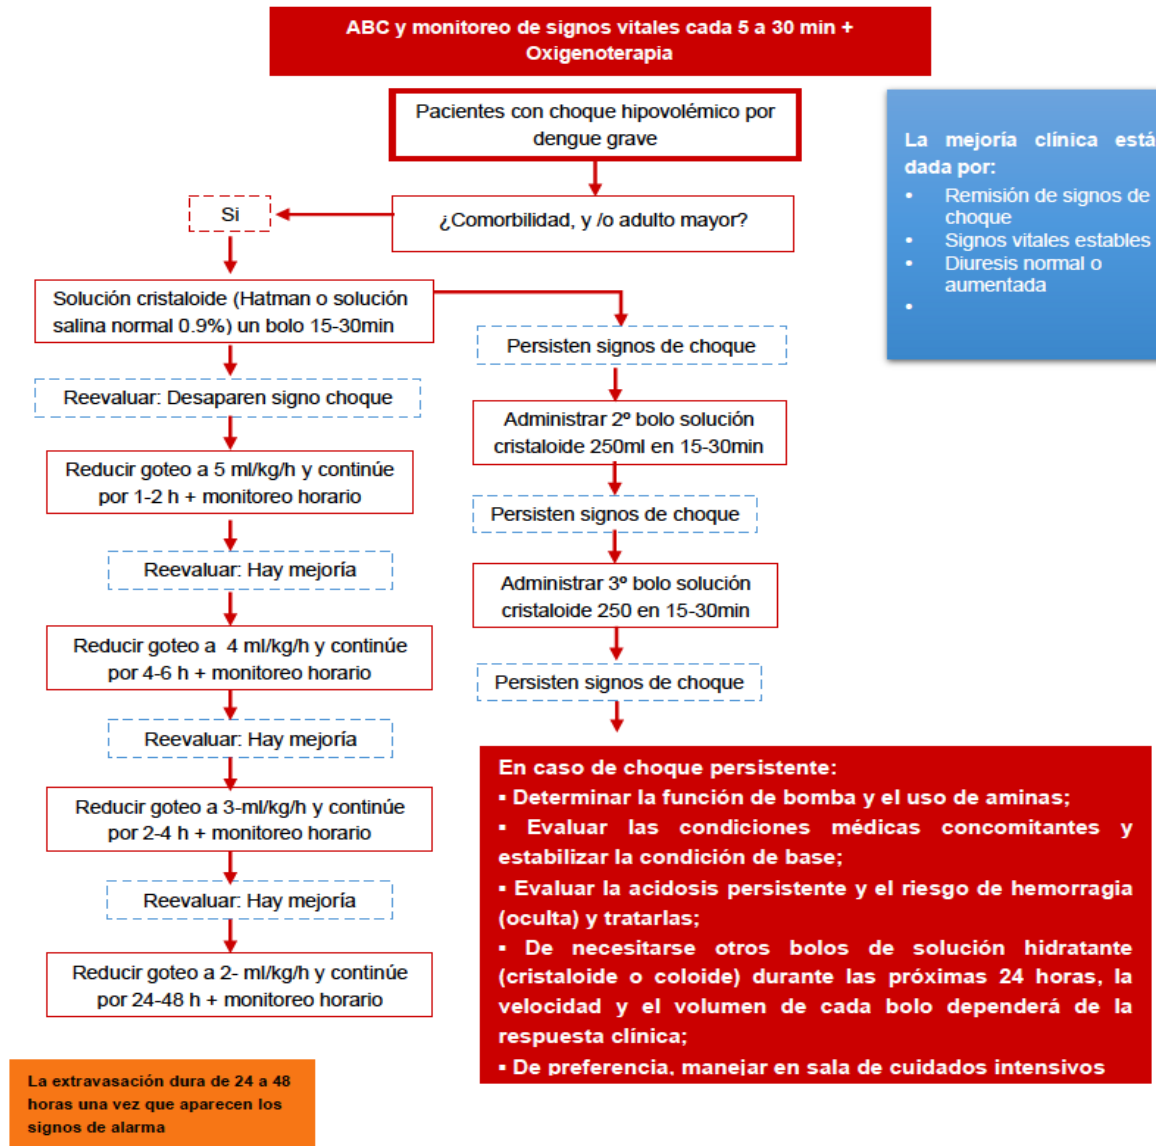 ABC y monitoreo de signos vitales cada 5 a 30 min +
Oxigenoterapia
Pacientes con choque hipovolémico por
dengue grave
La mejoría clínica está
dada por:
• Remisión de signos de
choque
• Signos vitales estables
• Diuresis normal o
aumentada
•
Si
¿Comorbilidad, y /o adulto mayor?
Solución cristaloide (Hatman o solución
salina normal 0.9%) un bolo 15-30min
Reevaluar: Desaparen signo choque
Reducir goteo a 5 ml/kg/h y continúe
por 1-2 h + monitoreo horario
Reevaluar: Hay mejoría
Reducir goteo a 4 ml/kg/h y continúe
por 4-6 h + monitoreo horario
Reevaluar: Hay mejoría
Reducir goteo a 3-ml/kg/h y continúe
por 2-4 h + monitoreo horario
Reevaluar: Hay mejoría
Reducir goteo a 2- ml/kg/h y continúe
por 24-48 h + monitoreo horario
Persisten signos de choque
Administrar 2º bolo solución
cristaloide 250ml en 15-30min
Persisten signos de choque
Administrar 3º bolo solución
cristaloide 250 en 15-30min
Persisten signos de choque
En caso de choque persistente:
▪ Determinar la función de bomba y el uso de aminas;
▪ Evaluar las condiciones médicas concomitantes y
estabilizar la condición de base;
▪ Evaluar la acidosis persistente y el riesgo de hemorragia
(oculta) y tratarlas;
▪ De necesitarse otros bolos de solución hidratante
(cristaloide o coloide) durante las próximas 24 horas, la
velocidad y el volumen de cada bolo dependerá de la
respuesta clínica;
▪ De preferencia, manejar en sala de cuidados intensivos
La extravasación dura de 24 a 48
horas una vez que aparecen los
signos de alarma